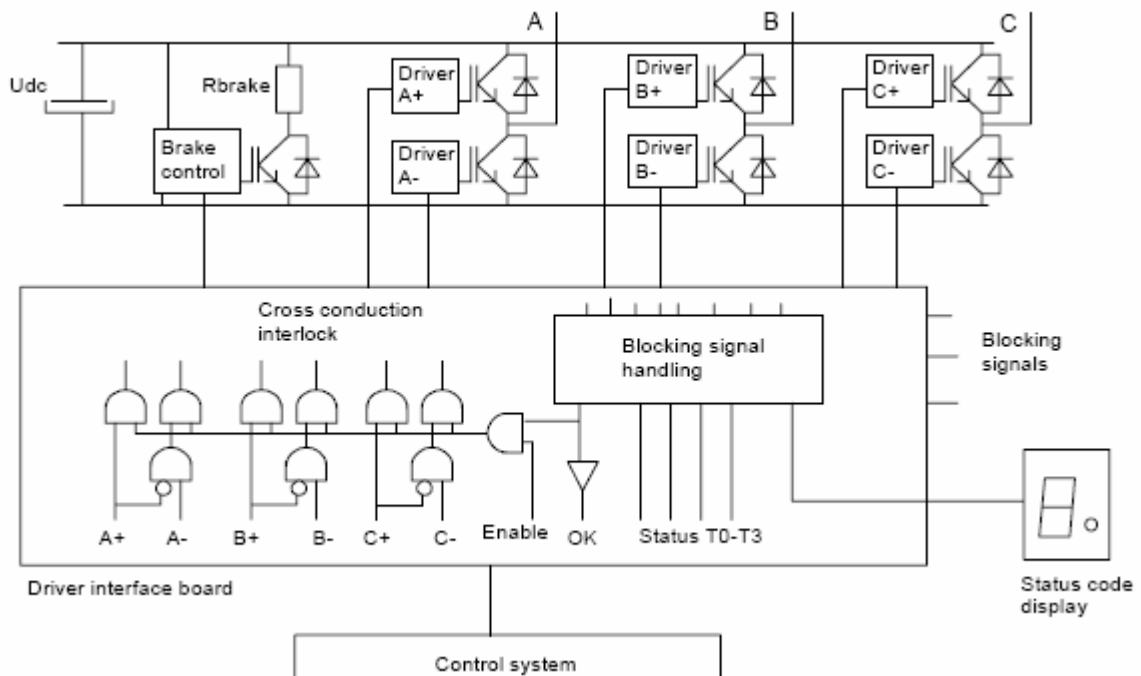 A
B
C
Udc
Rbrake
Driver
A+
Driver
B+
Driver
C+
Brake
control
Driver
A-
Driver
B-
Driver
C-
Cross conduction
interlock
Blocking signal
handling
Blocking
signals
A+
A-
B+
B-
C+
C-
Enable
OK
Status T0-T3
Driver interface board
Status code
display
Control system